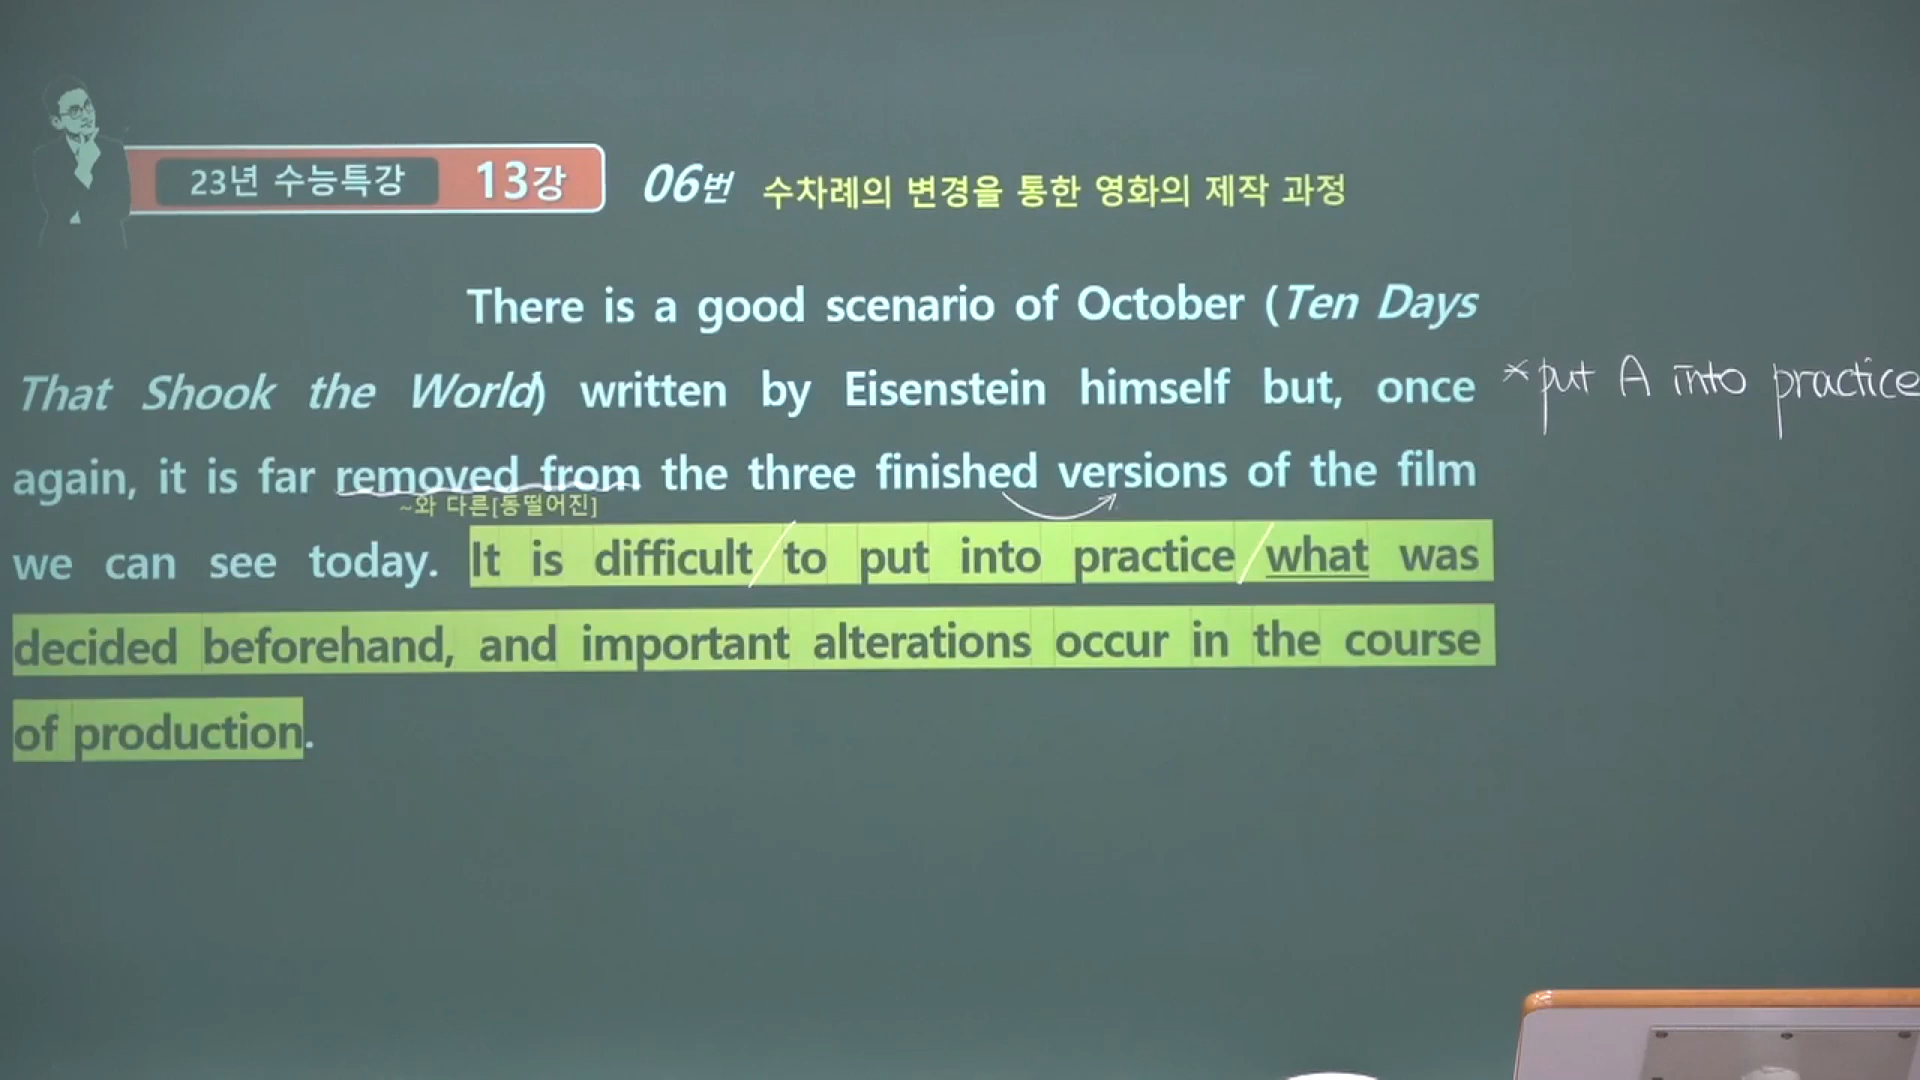 23년 수능특강 13강 06번 수차례의 변경을 통한 영화의 제작 과정
There is a good scenario of October (Ten Days
That Shook the World) written by Eisenstein himself but, once
*put A into practice
again, it is far removed from the three finished versions of the film
~와 다른[동떨어진]
we can see today. It is difficult / to put into practice / what was
decided beforehand, and important alterations occur in the course
of production.